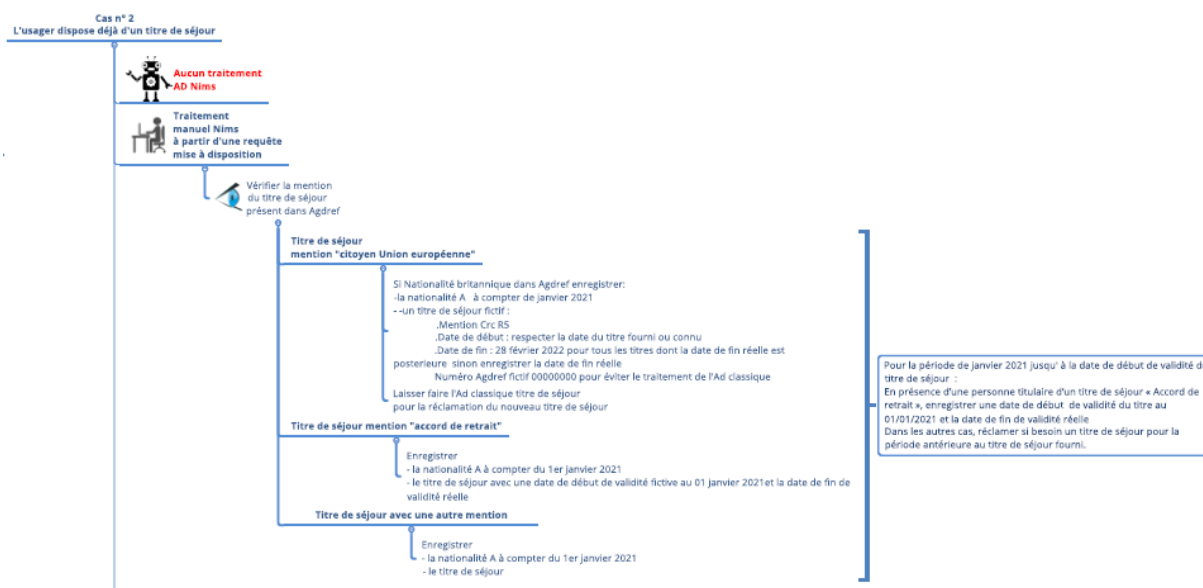 Cas n° 2
L'usager dispose déjà d'un titre de séjour
Aucun traitement
AD Nims
Traitement
manuel Nims
à partir d'une requête
mise à disposition
Vérifier la mention
du titre de séjour
présent dans Agdref
Titre de séjour
mention "citoyen Union européenne"
Si Nationalité britannique dans Agdref enregistrer:
-la nationalité A à compter de janvier 2021
- -un titre de séjour fictif :
.Mention Crc R5
.Date de début : respecter la date du titre fourni ou connu
.Date de fin : 28 février 2022 pour tous les titres dont la date de fin réelle est
posterieure sinon enregistrer la date de fin réelle
Numéro Agdref fictif 00000000 pour éviter le traitement de l'Ad classique
Laisser faire l'Ad classique titre de séjour
pour la réclamation du nouveau titre de séjour
Titre de séjour mention "accord de retrait"
Enregistrer
- la nationalité A à compter du 1er janvier 2021
- le titre de séjour avec une date de début de validité fictive au 01 janvier 2021et la date de fin de
validité réelle
Titre de séjour avec une autre mention
Enregistrer
- la nationalité A à compter du 1er janvier 2021
- le titre de séjour
Pour la période de janvier 2021 jusqu' à la date de début de validité d
titre de séjour :
En présence d'une personne titulaire d'un titre de séjour « Accord de
retrait », enregistrer une date de début de validité du titre au
01/01/2021 et la date de fin de validité réelle
Dans les autres cas, réclamer si besoin un titre de séjour pour la
période antérieure au titre de séjour fourni.